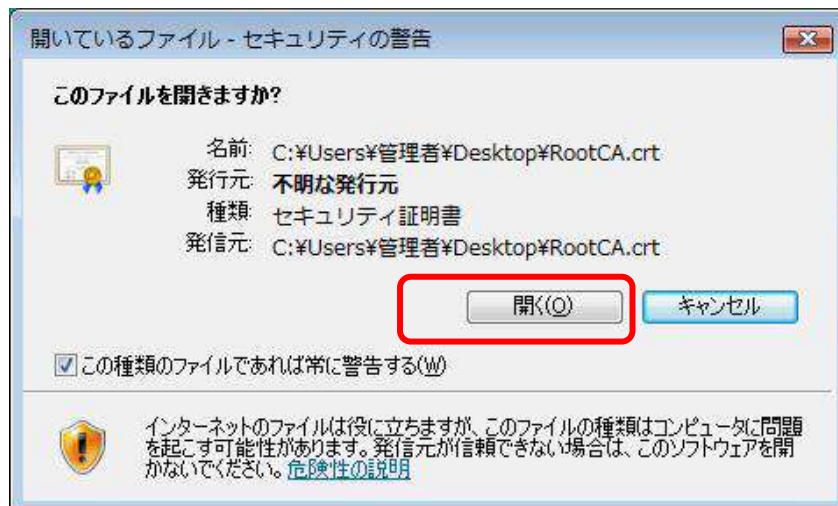 開いているファイル - セキュリティの警告
このファイルを開きますか?
名前: C:¥Users¥管理者¥Desktop¥RootCA.crt
発行元: 不明な発行元
種類: セキュリティ証明書
発信元: C:¥Users¥管理者¥Desktop¥RootCA.crt
開く(O) キャンセル
この種類のファイルであれば常に警告する(W)
インターネットのファイルは役に立ちますが、このファイルの種類はコンピュータに問題
を起こす可能性があります。発信元が信頼できない場合は、このソフトウェアを開
かないでください。危険性の説明